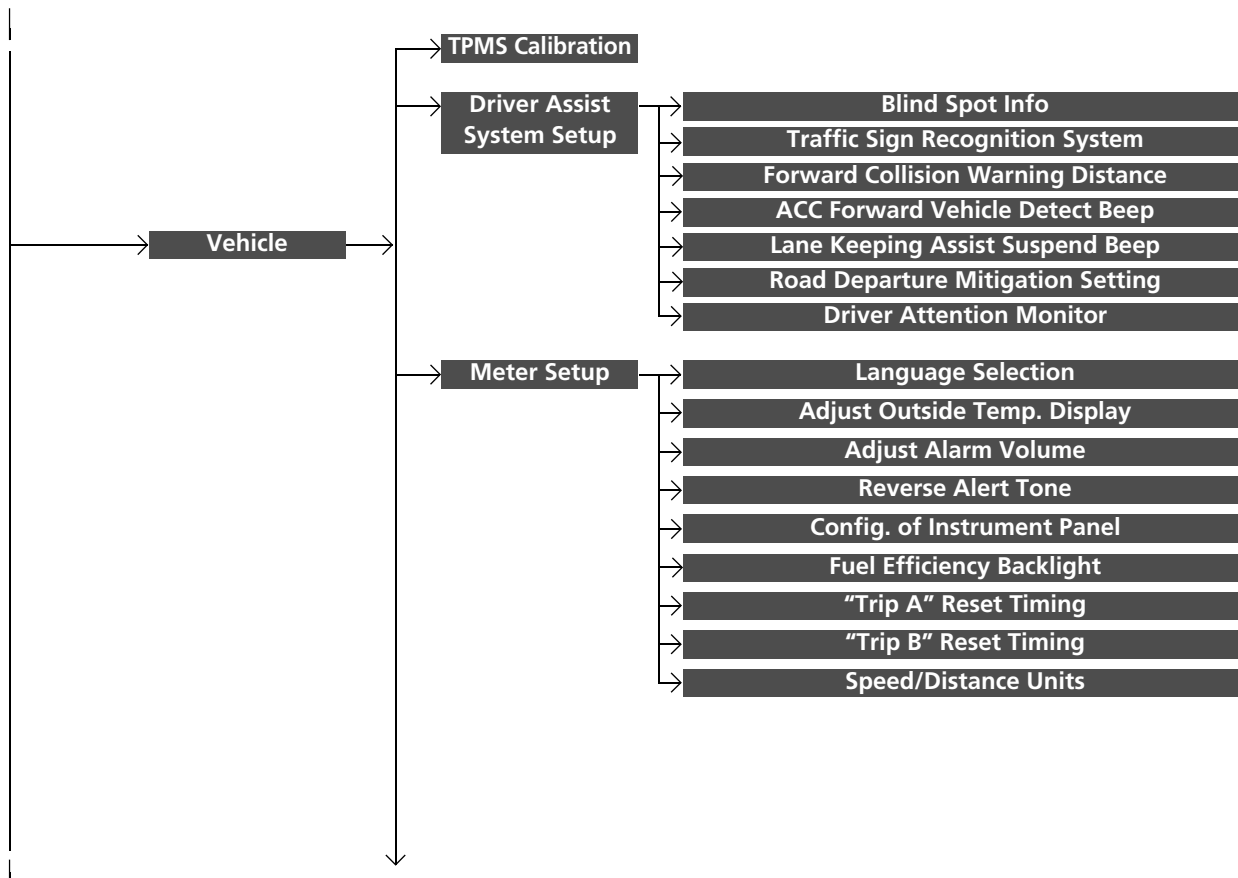 TPMS Calibration
Driver Assist
System Setup
Blind Spot Info
Traffic Sign Recognition System
Forward Collision Warning Distance
ACC Forward Vehicle Detect Beep
Vehicle
Lane Keeping Assist Suspend Beep
Road Departure Mitigation Setting
Driver Attention Monitor
Meter Setup
Language Selection
Adjust Outside Temp. Display
Adjust Alarm Volume
Reverse Alert Tone
Config. of Instrument Panel
Fuel Efficiency Backlight
“Trip A” Reset Timing
“Trip B” Reset Timing
Speed/Distance Units